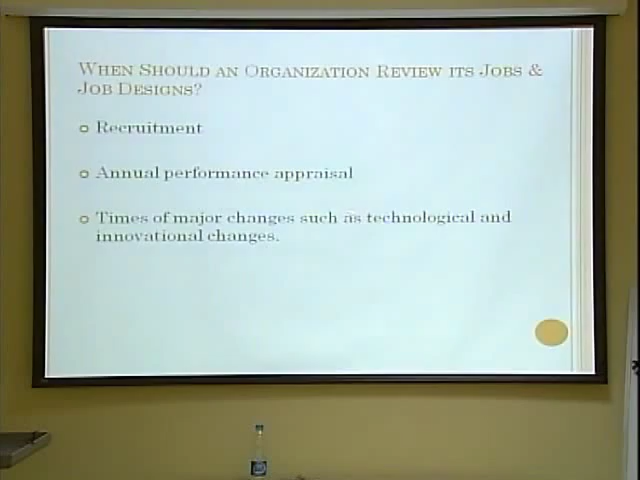 When Should an Organization Review its Jobs &
Job Designs?
Recruitment
Annual performance appraisal
Times of major changes such as technological and
innovational changes.